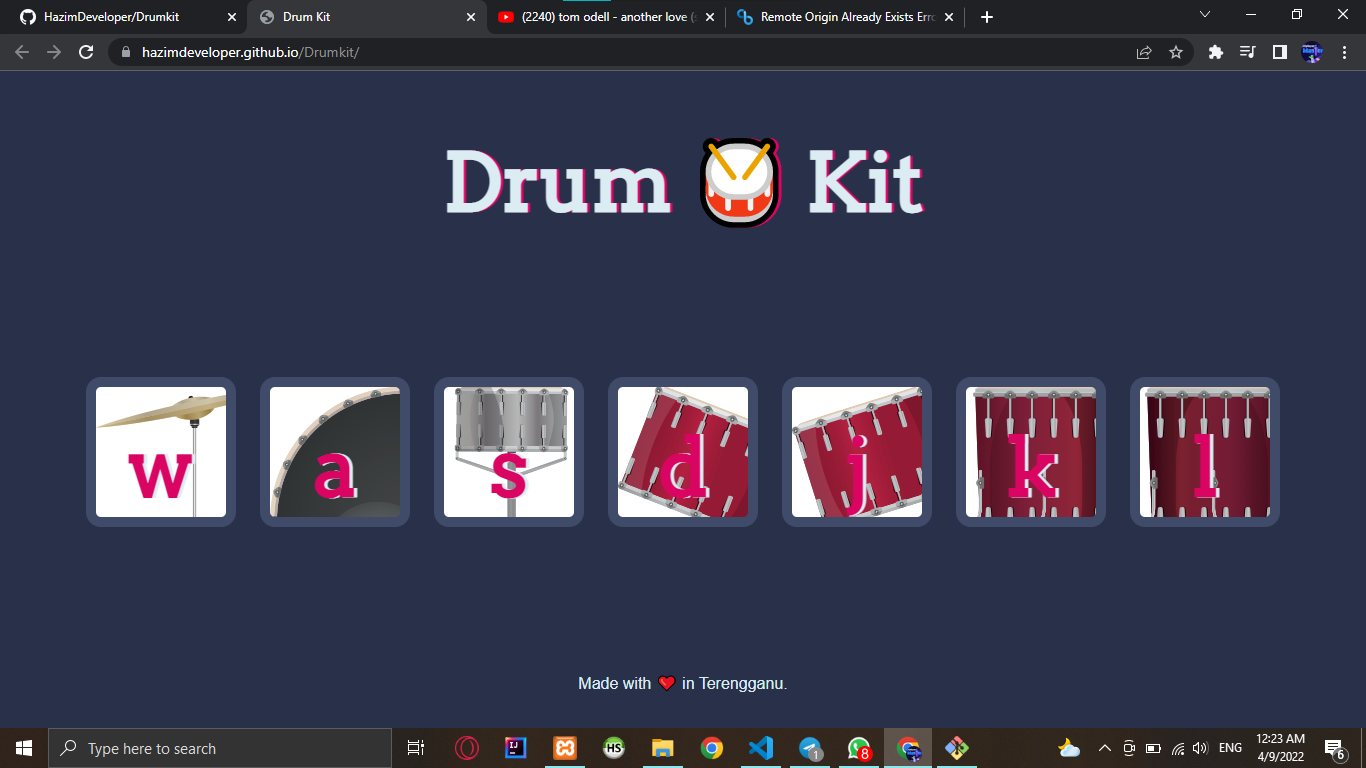 HazimDeveloper/Drumkit
Drum Kit
(2240) tom odell - another love (
Remote Origin Already Exists Erro
hazimdeveloper.github.io/Drumkit/
Drum 🥁 Kit
w
a
s
d
j
k
l
Made with ❤️ in Terengganu.
Type here to search
IJ
HS
1
8
ENG
12:23 AM
4/9/2022
6